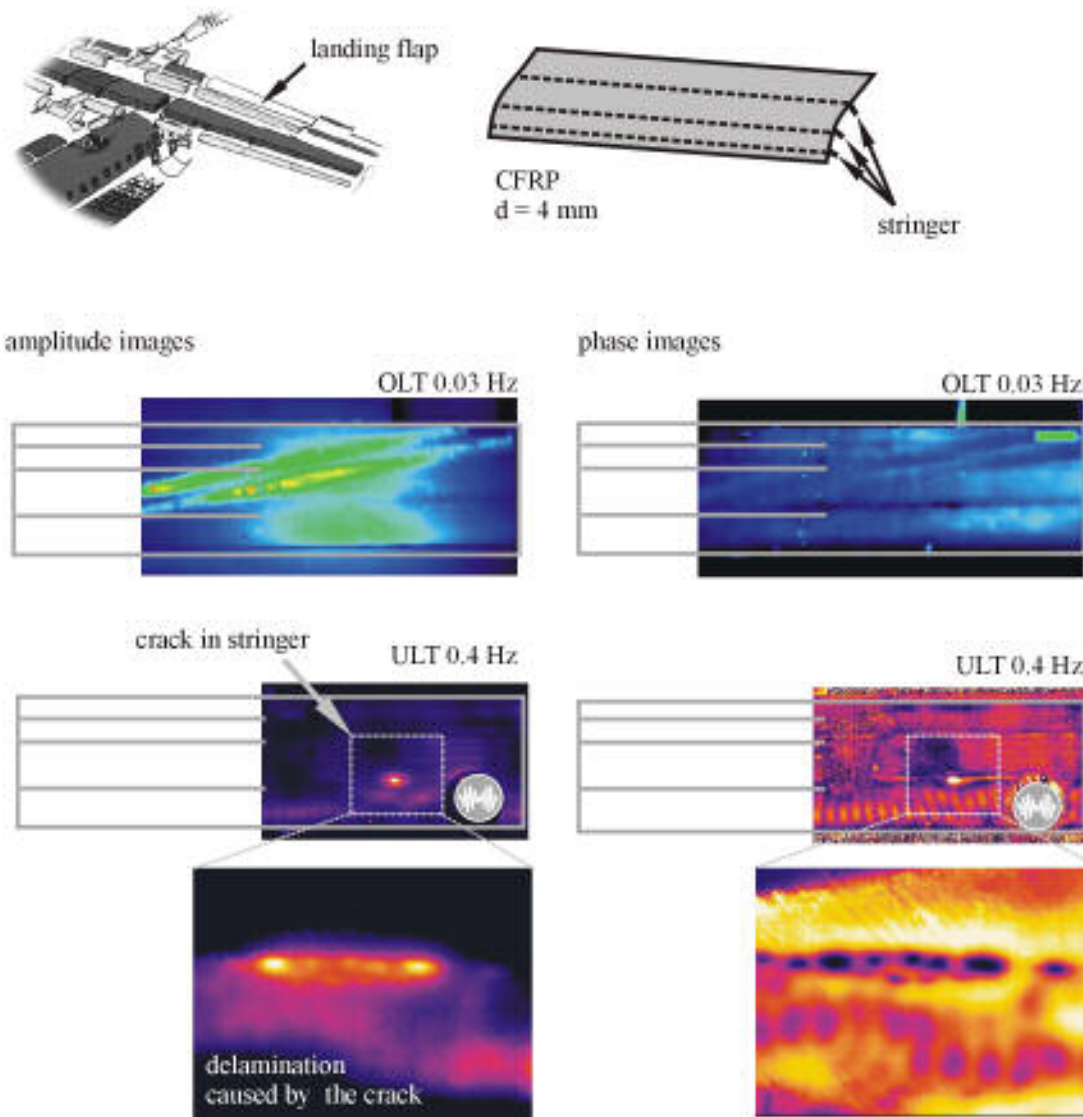 landing flap
CFRP
d = 4 mm
stringer
amplitude images
phase images
OLT 0.03 Hz
OLT 0.03 Hz
crack in stringer
ULT 0.4 Hz
ULT 0.4 Hz
delamination
caused by the crack